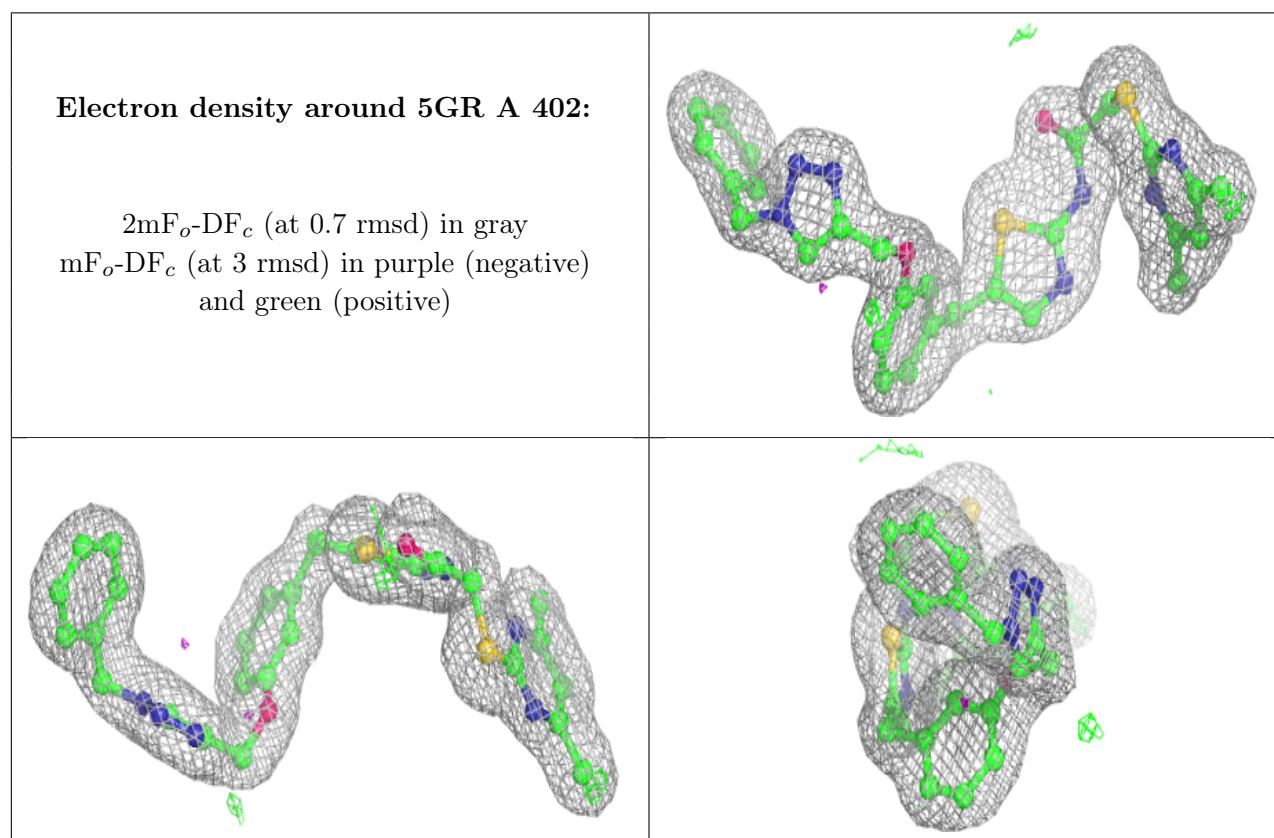 Electron density around 5GR A 402:
2mFo-DFc (at 0.7 rmsd) in gray
mFo-DFc (at 3 rmsd) in purple (negative)
and green (positive)